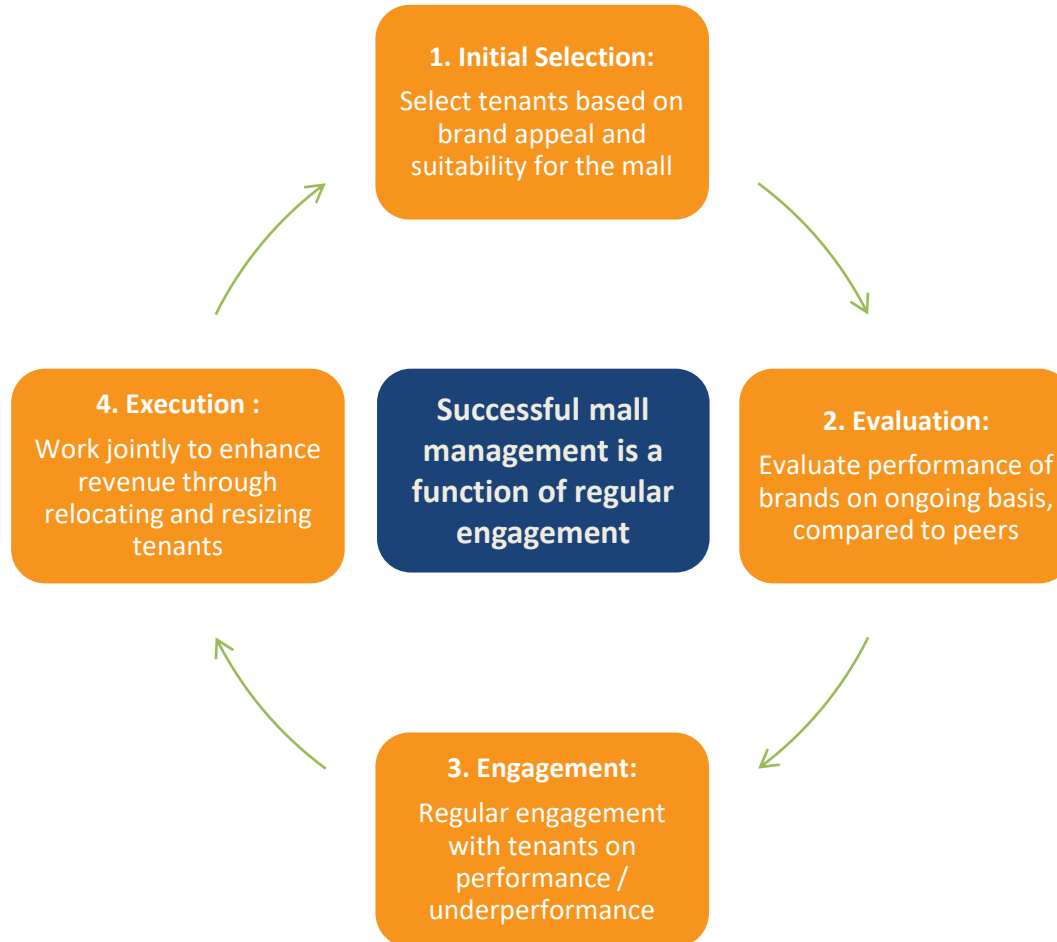 1. Initial Selection:
Select tenants based on
brand appeal and
suitability for the mall
4. Execution :
Work jointly to enhance
revenue through
relocating and resizing
tenants
Successful mall
management is a
function of regular
engagement
2. Evaluation:
Evaluate performance of
brands on ongoing basis,
compared to peers
3. Engagement:
Regular engagement
with tenants on
performance /
underperformance